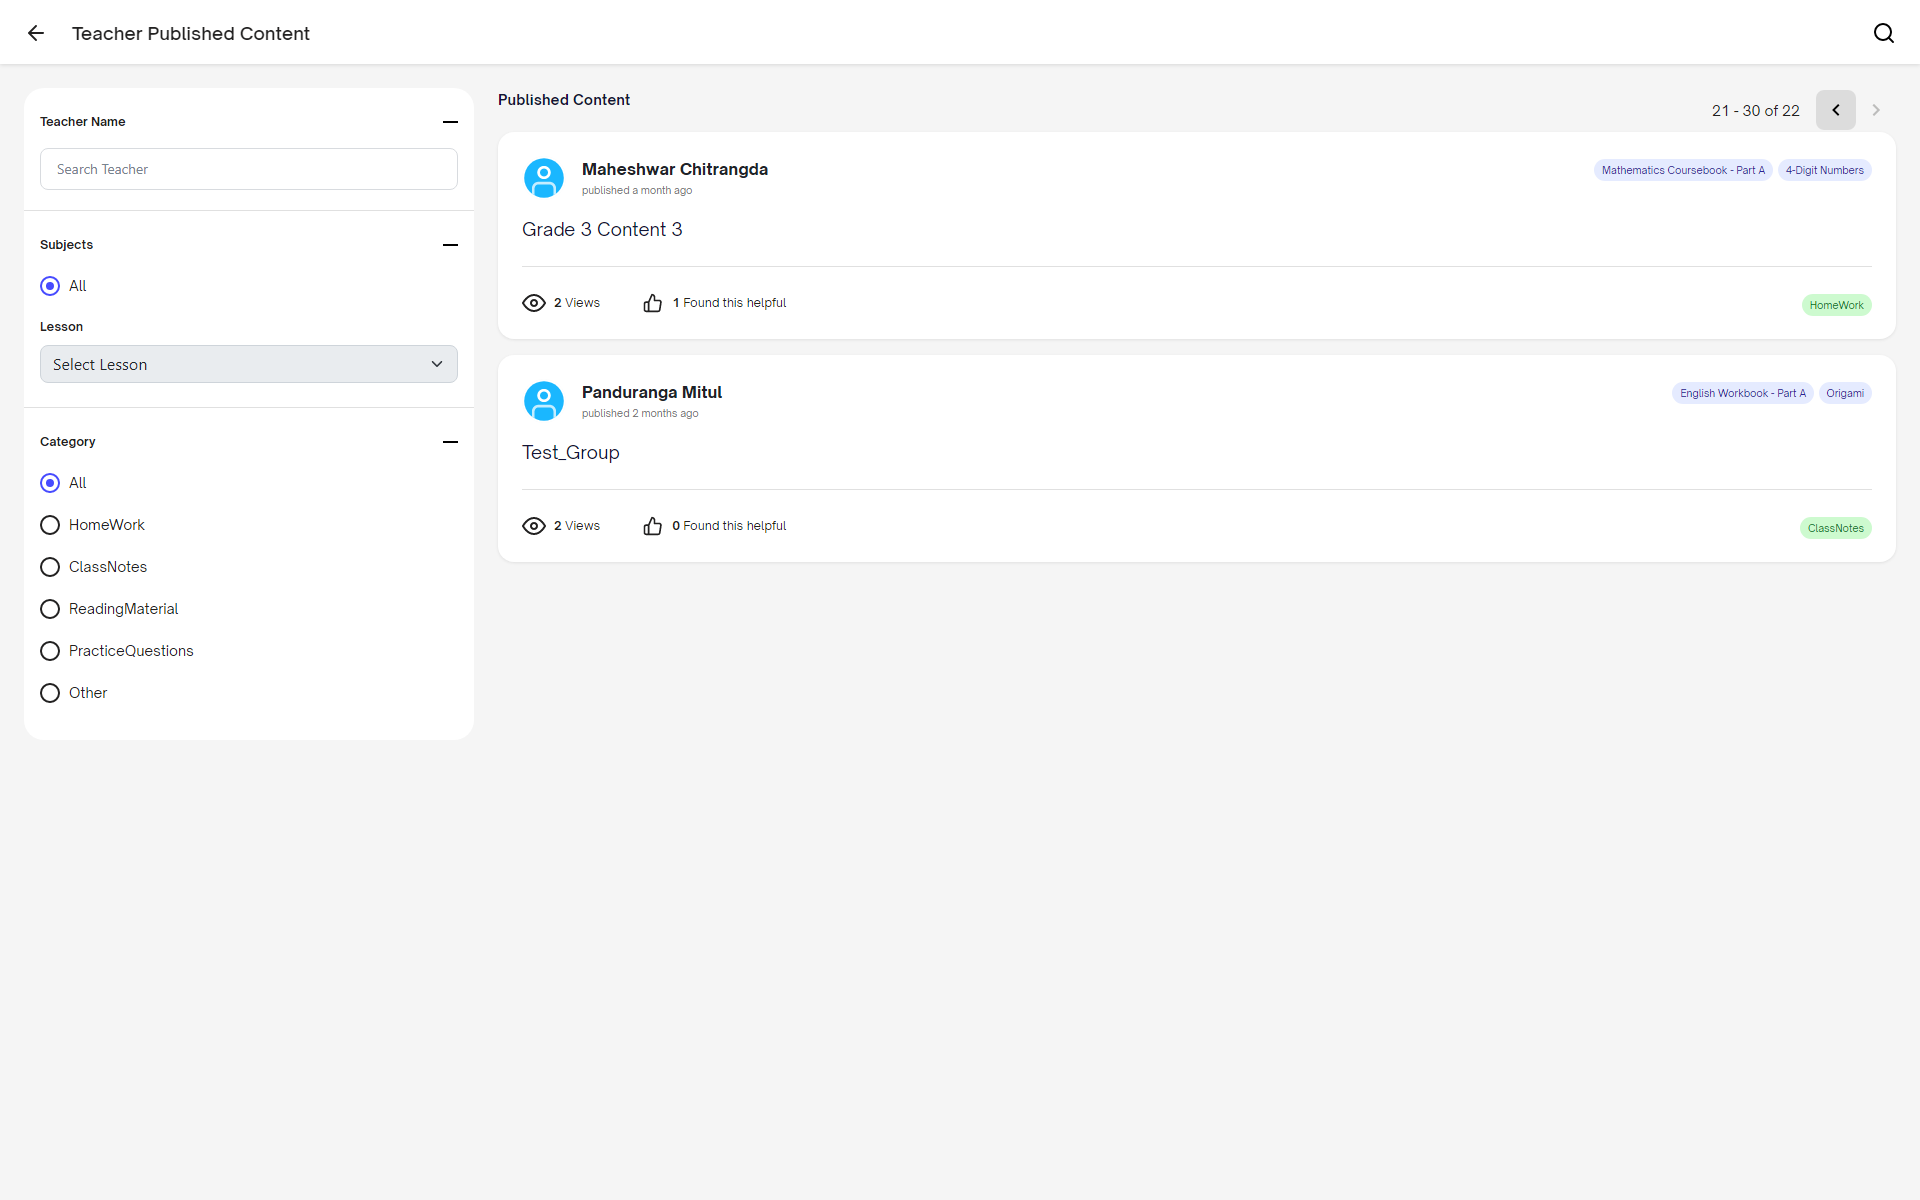 Teacher Published Content
Teacher Name
Search Teacher
Subjects
All
Lesson
Select Lesson
Category
All
HomeWork
ClassNotes
ReadingMaterial
PracticeQuestions
Other
Published Content
21 - 30 of 22
Maheshwar Chitrangda
published a month ago
Mathematics Coursebook - Part A 4-Digit Numbers
Grade 3 Content 3
2 Views 1 Found this helpful
HomeWork
Panduranga Mitul
published 2 months ago
English Workbook - Part A Origami
Test_Group
2 Views 0 Found this helpful
ClassNotes